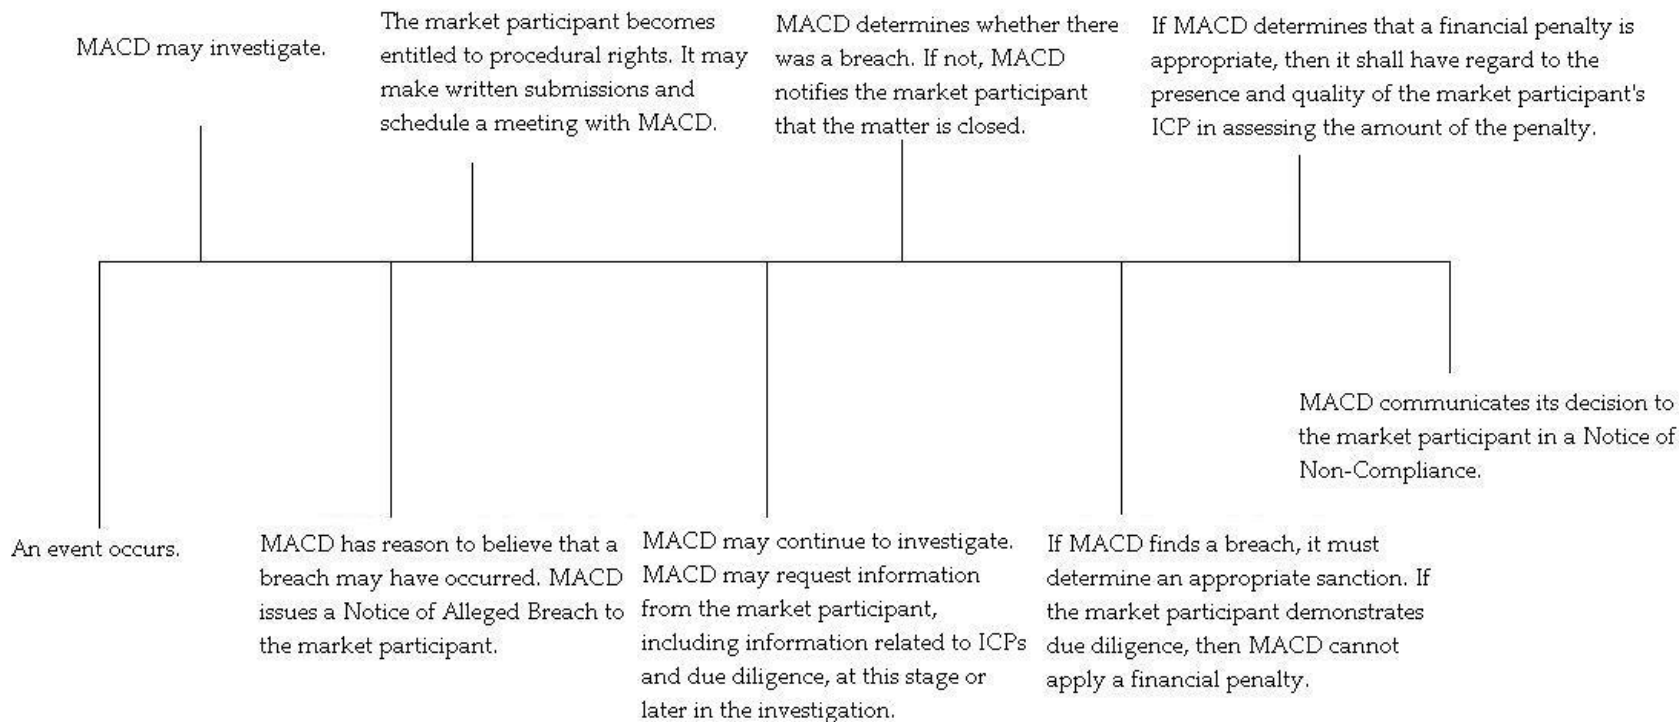 MACD may investigate.
The market participant becomes
entitled to procedural rights. It may
make written submissions and
schedule a meeting with MACD.
MACD determines whether there
was a breach. If not, MACD
notifies the market participant
that the matter is closed.
If MACD determines that a financial penalty is
appropriate, then it shall have regard to the
presence and quality of the market participant's
ICP in assessing the amount of the penalty.
An event occurs.
MACD has reason to believe that a
breach may have occurred. MACD
issues a Notice of Alleged Breach to
the market participant.
MACD may continue to investigate.
MACD may request information
from the market participant,
including information related to ICPs
and due diligence, at this stage or
later in the investigation.
If MACD finds a breach, it must
determine an appropriate sanction. If
the market participant demonstrates
due diligence, then MACD cannot
apply a financial penalty.
MACD communicates its decision to
the market participant in a Notice of
Non-Compliance.